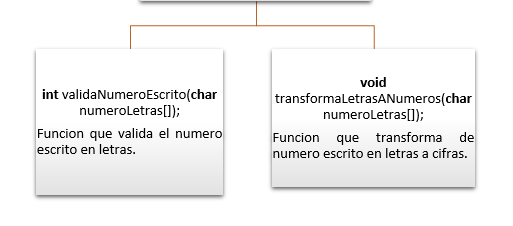 int validaNumeroEscrito(char
numeroLetras[]);
Funcion que valida el numero
escrito en letras.
void
transformaLetrasANumeros(char
numeroLetras[]);
Funcion que transforma de
numero escrito en letras a cifras.